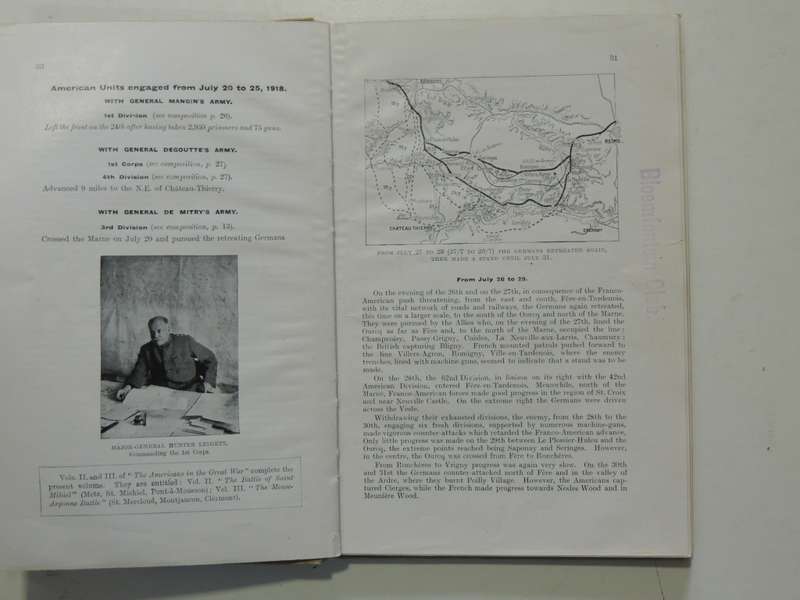 American Units engaged from July 20 to 25, 1918.
WITH GENERAL MANGIN'S ARMY.
1st Division (see composition, p. 26).
Left the front on the 24th after having taken 2,950 prisoners and 75 guns.
WITH GENERAL DEGOUTTE'S ARMY.
1st Corps (see composition, p. 27).
4th Division (see composition, p. 27).
Advanced 9 miles to the N.E. of Château-Thierry.
WITH GENERAL DE MITRY'S ARMY.
3rd Division (see composition, p. 13).
Crossed the Marne on July 20 and pursued the retreating Germans
MAJOR-GENERAL HUNTER LIGGETT,
Commanding the 1st Corps.
Vols. II. and III. of "The Americans in the Great War" complete the
present volume. They are entitled: Vol. II. "The Battle of Saint
Mihiel" (Metz, St. Mihiel, Pont-à-Mousson); Vol. III. "The Meuse-
Argonne Battle" (St. Menehould, Montfaucon, Clermont).
31
REIMS
CHATEAU THIERRY
EPERNAY
FROM JULY 27 TO 29 (27/7 TO 29/7) THE GERMANS RETREATED AGAIN,
THEN MADE A STAND UNTIL JULY 31.
From July 26 to 29.
On the evening of the 26th and on the 27th, in consequence of the Franco-
American push threatening, from the east and south, Fère-en-Tardenois,
with its vital network of roads and railways, the Germans again retreated,
this time on a larger scale, to the south of the Ourcq and north of the Marne.
They were pursued by the Allies who, on the evening of the 27th, lined the
Ourcq as far as Fère and, to the north of the Marne, occupied the line:
Champvoisy, Passy-Grigny, Cuisles, La Neuville-aux-Larris, Chaumuzy:
the British capturing Bligny. French mounted patrols pushed forward to
the line Villers-Agron, Romigny, Ville-en-Tardenois, where the enemy
trenches, lined with machine guns, seemed to indicate that a stand was to be
made.
On the 28th, the 62nd Division, in liaison on its right with the 42nd
American Division, entered Fère-en-Tardenois. Meanwhile, north of the
Marne, Franco-American forces made good progress in the region of St. Croix
and near Neuville Castle. On the extreme right the Germans were driven
across the Vesle.
Withdrawing their exhausted divisions, the enemy, from the 28th to the
30th, engaging six fresh divisions, supported by numerous machine-guns,
made vigorous counter-attacks which retarded the Franco-American advance.
Only little progress was made on the 29th between Le Plessier-Huleu and the
Ourcq, the extreme points reached being Saponay and Seringes. However,
in the centre, the Ourcq was crossed from Fère to Ronchères.
From Ronchères to Vrigny progress was again very slow. On the 30th
and 31st the Germans counter-attacked north of Fère and in the valley of
the Ardre, where they burnt Poilly Village. However, the Americans cap-
tured Cierges, while the French made progress towards Nesles Wood and in
Meunière Wood.